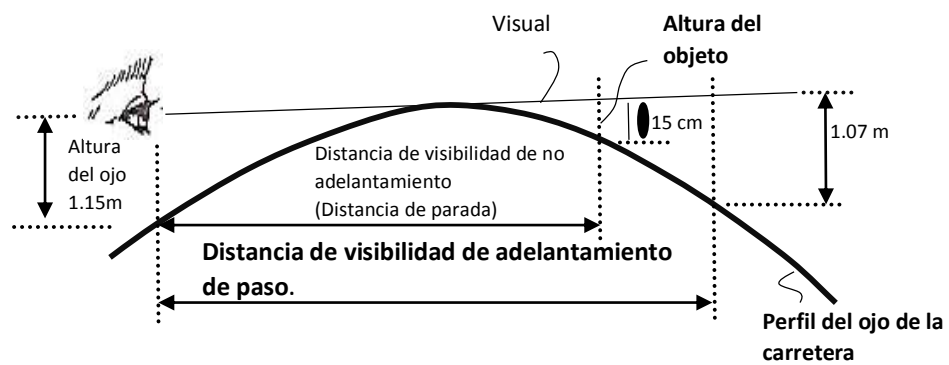 Visual
Altura del
objeto
Altura
del ojo
1.15m
15 cm
1.07 m
Distancia de visibilidad de no
adelantamiento
(Distancia de parada)
Distancia de visibilidad de adelantamiento
de paso.
Perfil del ojo de la
carretera